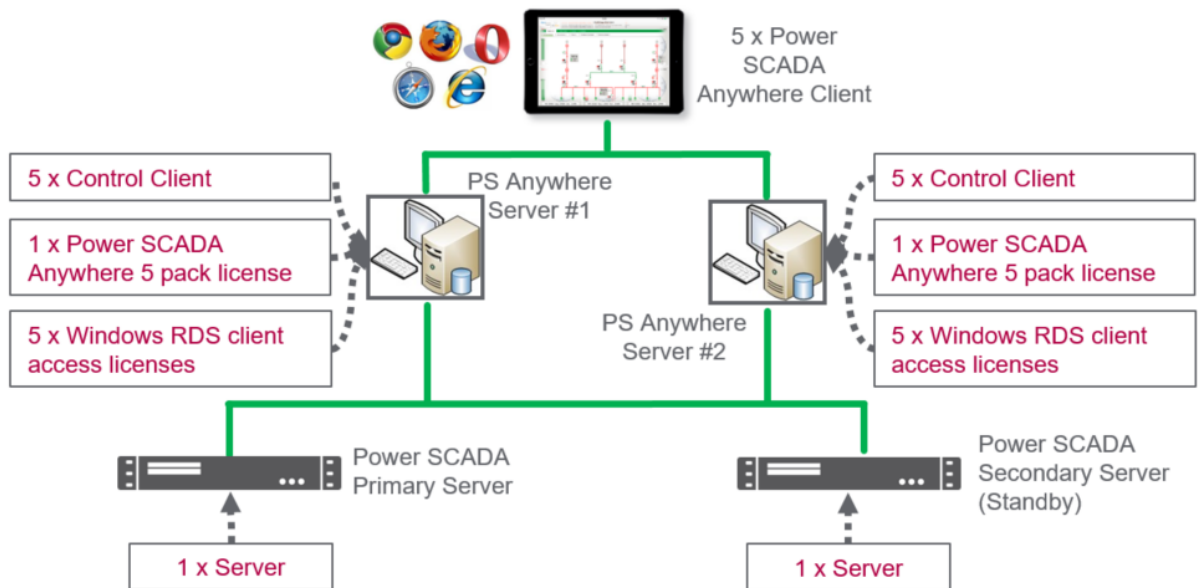 5 x Power
SCADA
Anywhere Client
5 x Control Client
1 x Power SCADA
Anywhere 5 pack license
5 x Windows RDS client
access licenses
PS Anywhere
Server #1
PS Anywhere
Server #2
5 x Control Client
1 x Power SCADA
Anywhere 5 pack license
5 x Windows RDS client
access licenses
Power SCADA
Primary Server
Power SCADA
Secondary Server
(Standby)
1 x Server
1 x Server